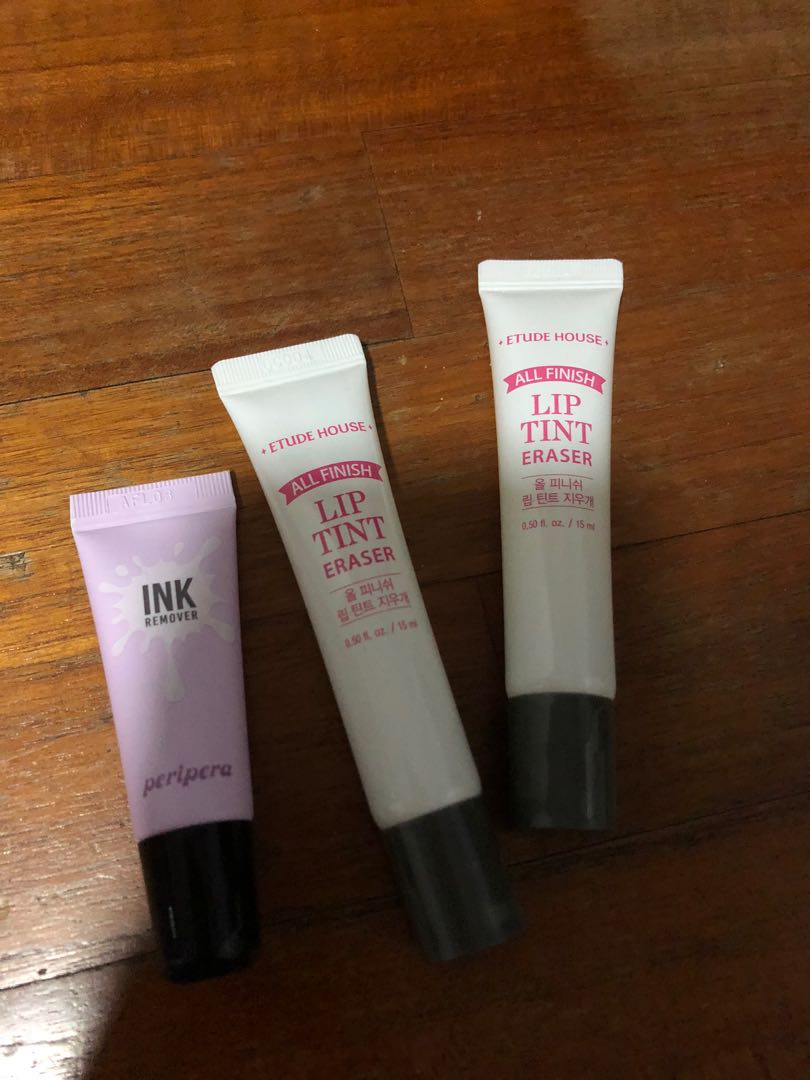 AFL03
INK
REMOVER
peripera
ETUDE HOUSE
ALL FINISH
LIP
TINT
ERASER
올 피니쉬
립 틴트 지우개
0.50 fl. oz. / 15 ml
ETUDE HOUSE
ALL FINISH
LIP
TINT
ERASER
올 피니쉬
립 틴트 지우개
0.50 fl. oz. / 15 ml